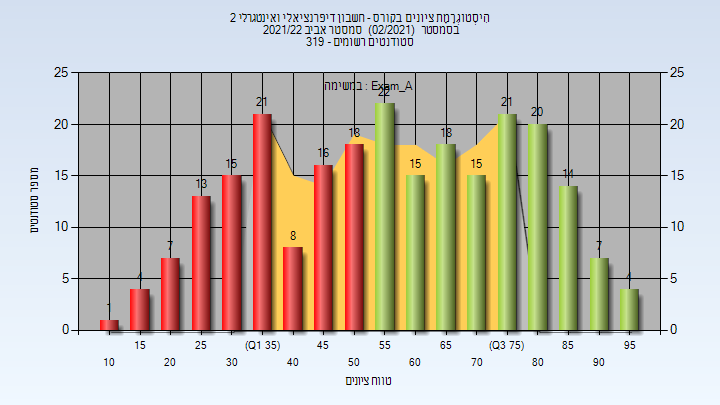 היסטוגרמת ציונים בקורס - חשבון דיפרנציאלי ואינטגרלי 2
בסמסטר (02/2021) סמסטר אביב 2021/22
סטודנטים רשומים - 319
במשימה : Exam_A
25 25
20 20
15 15
10 10
5 5
0 0
מספר סטודנטים
1 4 7 13 15 21 8 16 18 22 15 18 15 21 20 14 7 4
15 25 (Q1 35) 45 55 65 (Q3 75) 85 95
10 20 30 40 50 60 70 80 90
טווח ציונים